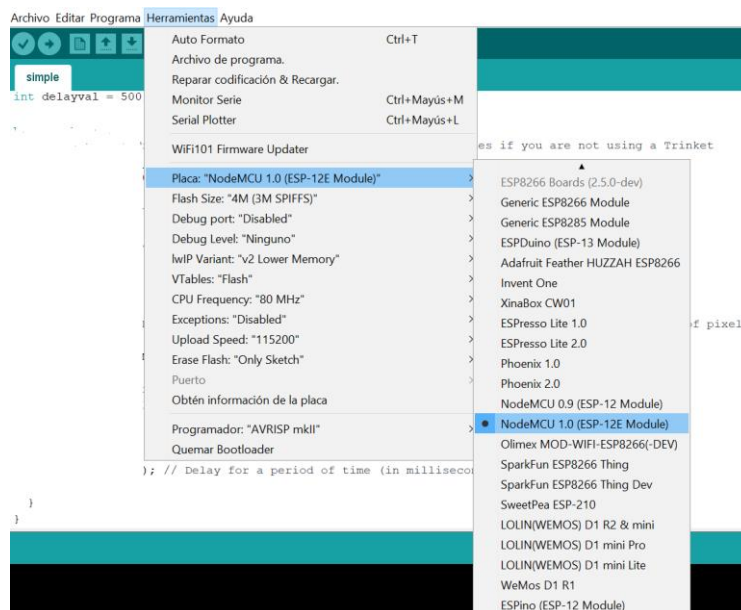 Archivo Editar Programa Herramientas Ayuda
simple
int delayval = 500
es if you are not using a Trinket
f pixel
); // Delay for a period of time (in millisecon
}
}
Auto Formato Ctrl+T
Archivo de programa.
Reparar codificación & Recargar.
Monitor Serie Ctrl+Mayús+M
Serial Plotter Ctrl+Mayús+L
WiFi101 Firmware Updater
Placa: "NodeMCU 1.0 (ESP-12E Module)"
Flash Size: "4M (3M SPIFFS)"
Debug port: "Disabled"
Debug Level: "Ninguno"
lwIP Variant: "v2 Lower Memory"
VTables: "Flash"
CPU Frequency: "80 MHz"
Exceptions: "Disabled"
Upload Speed: "115200"
Erase Flash: "Only Sketch"
Puerto
Obtén información de la placa
Programador: "AVRISP mkII"
Quemar Bootloader
ESP8266 Boards (2.5.0-dev)
Generic ESP8266 Module
Generic ESP8285 Module
ESPDuino (ESP-13 Module)
Adafruit Feather HUZZAH ESP8266
Invent One
XinaBox CW01
ESPresso Lite 1.0
ESPresso Lite 2.0
Phoenix 1.0
Phoenix 2.0
NodeMCU 0.9 (ESP-12 Module)
NodeMCU 1.0 (ESP-12E Module)
Olimex MOD-WIFI-ESP8266(-DEV)
SparkFun ESP8266 Thing
SparkFun ESP8266 Thing Dev
SweetPea ESP-210
LOLIN(WEMOS) D1 R2 & mini
LOLIN(WEMOS) D1 mini Pro
LOLIN(WEMOS) D1 mini Lite
WeMos D1 R1
ESPino (ESP-12 Module)